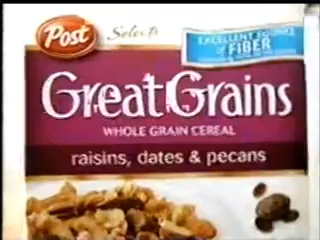 Post Selects
EXCELLENT SOURCE
of FIBER
Great Grains
WHOLE GRAIN CEREAL
raisins, dates & pecans